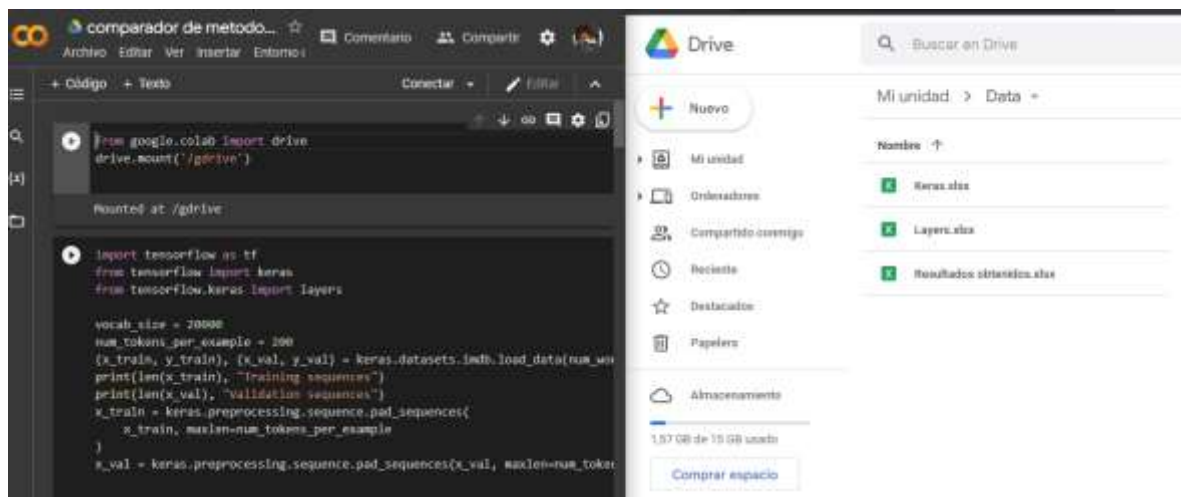 comparador de metodo...
Comentario
Compartir
Archivo Editar Ver Insertar Entorno
+ Código + Texto
Conectar
Editar
from google.colab import drive
drive.mount('/gdrive')
Mounted at /gdrive
import tensorflow as tf
from tensorflow import keras
from tensorflow.keras import layers
vocab_size = 20000
num_tokens_per_example = 200
(x_train, y_train), (x_val, y_val) = keras.datasets.imdb.load_data(num_wo
print(len(x_train), "Training sequences")
print(len(x_val), "Validation sequences")
x_train = keras.preprocessing.sequence.pad_sequences(
x_train, maxlen=num_tokens_per_example
)
x_val = keras.preprocessing.sequence.pad_sequences(x_val, maxlen=num_token
Drive
Buscar en Drive
Nuevo
Mi unidad
Ordenadores
Compartido conmigo
Reciente
Destacados
Papelera
Almacenamiento
1,57 GB de 15 GB usado
Comprar espacio
Mi unidad > Data
Nombre ↑
Keras.xlsx
Layers.xlsx
Resultados obtenidos.xlsx